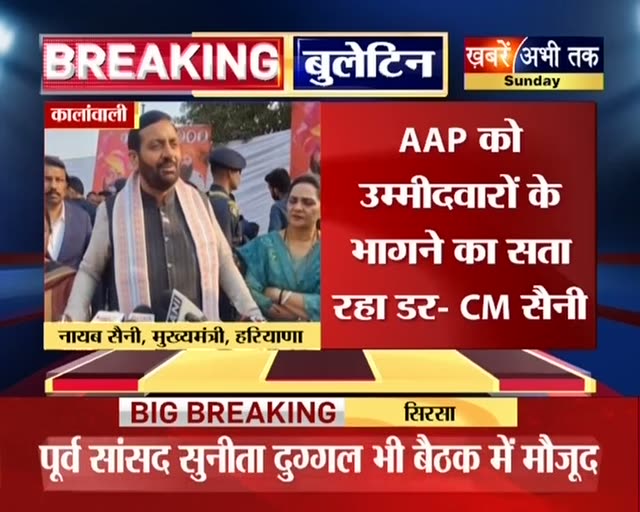 BREAKING बुलेटिन
ख़बरें अभी तक
Sunday
कालांवाली
AAP को
उम्मीदवारों के
भागने का सता
रहा डर- CM सैनी
ANI
नायब सैनी, मुख्यमंत्री, हरियाणा
BIG BREAKING सिरसा
पूर्व सांसद सुनीता दुग्गल भी बैठक में मौजूद